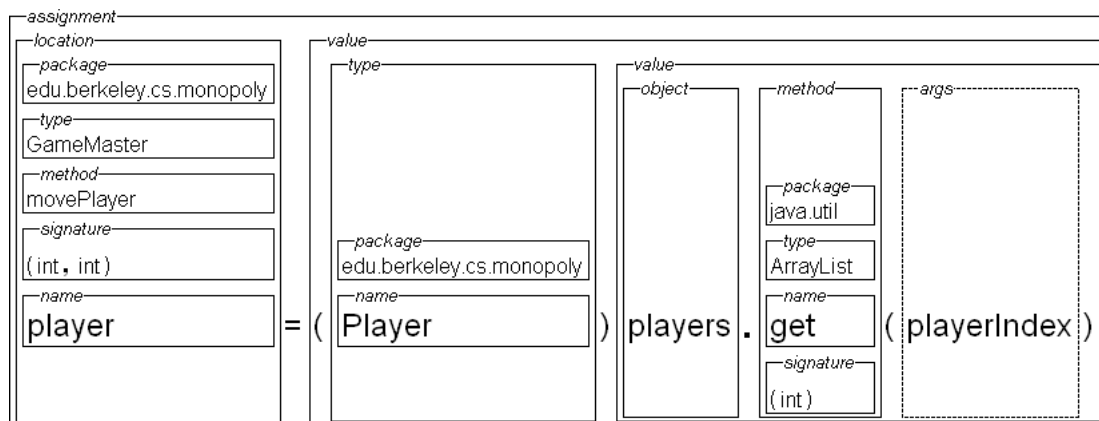 assignment
location
package
edu.berkeley.cs.monopoly
type
GameMaster
method
movePlayer
signature
(int, int)
name
player
=
(
value
type
package
edu.berkeley.cs.monopoly
name
Player
)
value
object
players
.
method
package
java.util
type
ArrayList
name
get
signature
(int)
(
args
playerIndex
)